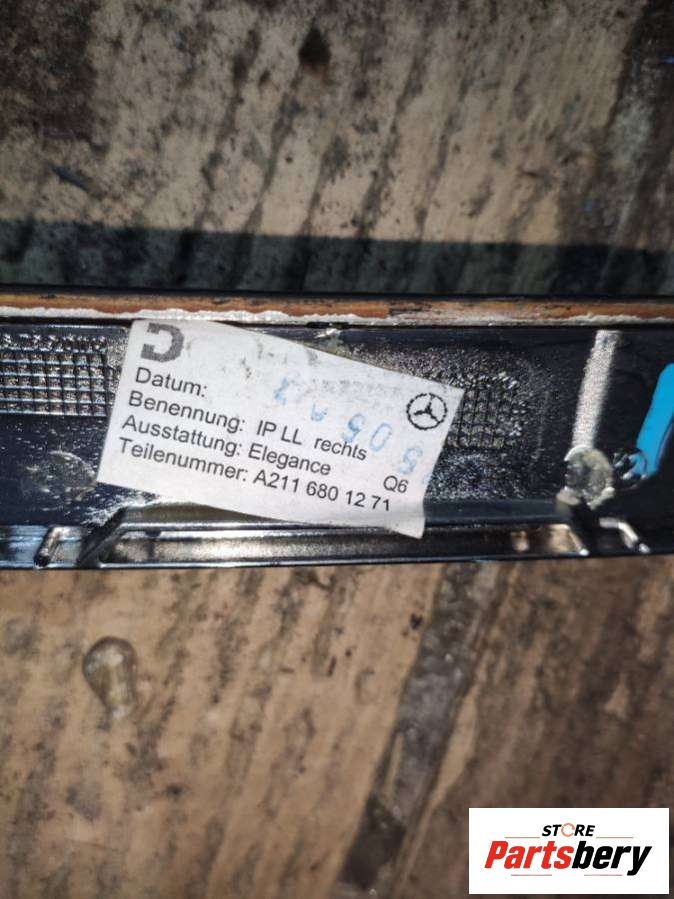 Datum:
Benennung: IP LL rechts
Ausstattung: Elegance Q6
Teilenummer: A211 680 12 71
STORE
Partsbery